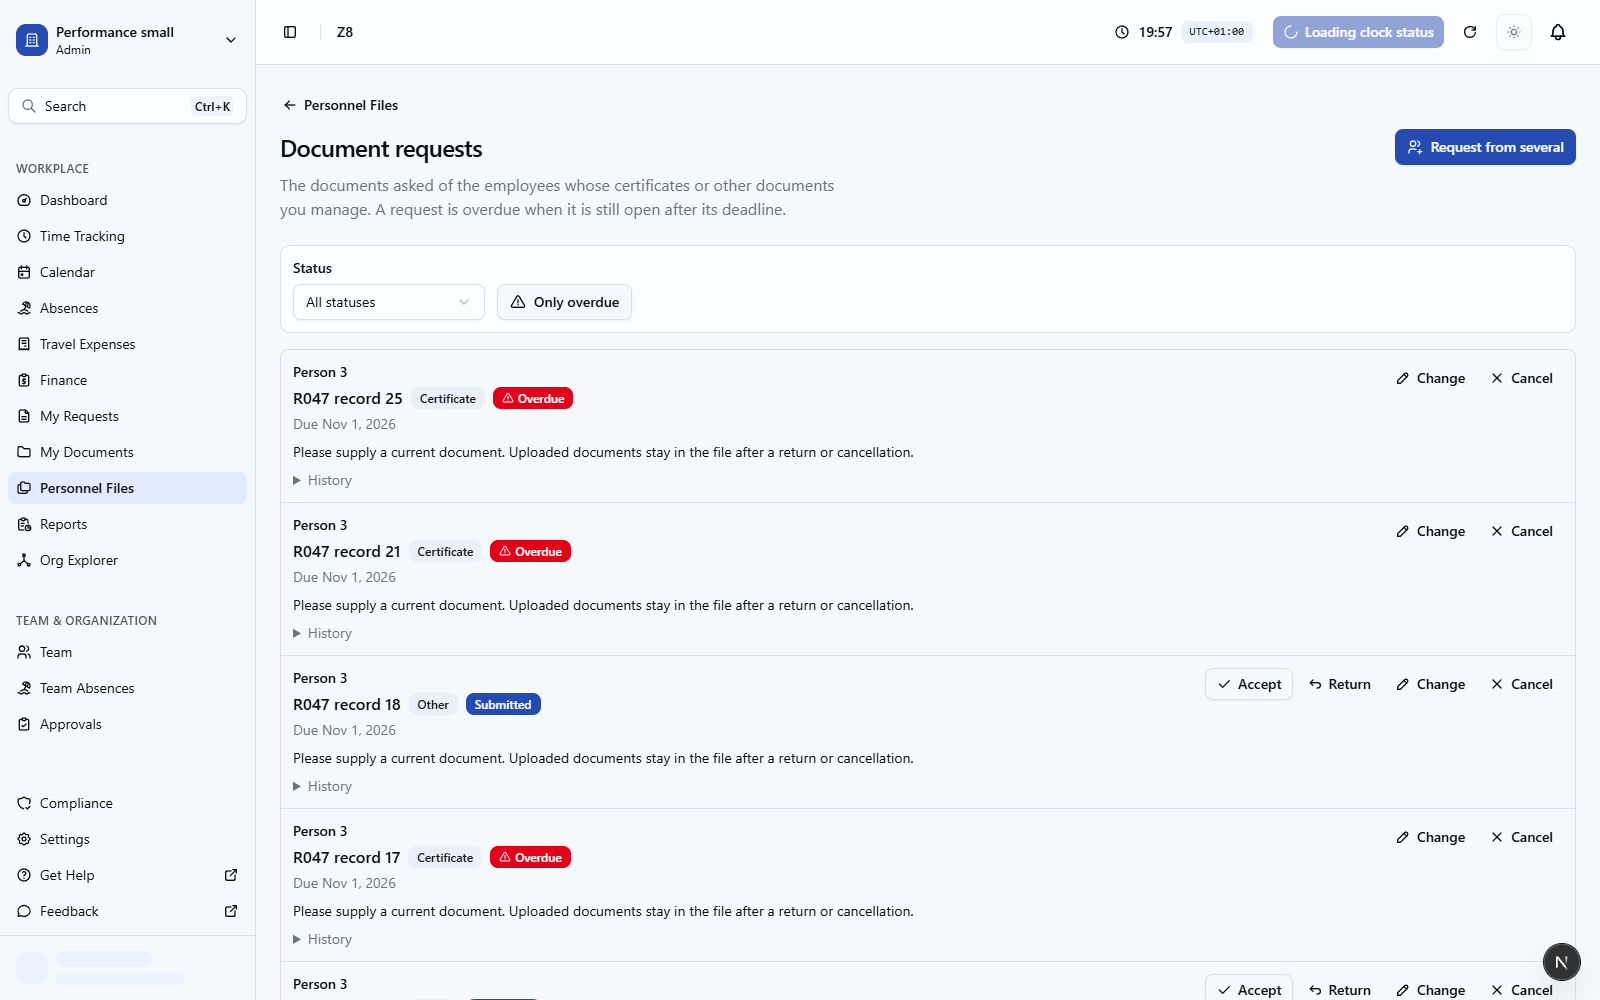 Performance small
Admin
Search
Ctrl+K
WORKPLACE
Dashboard
Time Tracking
Calendar
Absences
Travel Expenses
Finance
My Requests
My Documents
Personnel Files
Reports
Org Explorer
TEAM & ORGANIZATION
Team
Team Absences
Approvals
Compliance
Settings
Get Help
Feedback
Z8
19:57 UTC+01:00
Loading clock status
Personnel Files
Document requests
Request from several
The documents asked of the employees whose certificates or other documents
you manage. A request is overdue when it is still open after its deadline.
Status
All statuses
Only overdue
Person 3
Change Cancel
R047 record 25 Certificate Overdue
Due Nov 1, 2026
Please supply a current document. Uploaded documents stay in the file after a return or cancellation.
History
Person 3
Change Cancel
R047 record 21 Certificate Overdue
Due Nov 1, 2026
Please supply a current document. Uploaded documents stay in the file after a return or cancellation.
History
Person 3
Accept Return Change Cancel
R047 record 18 Other Submitted
Due Nov 1, 2026
Please supply a current document. Uploaded documents stay in the file after a return or cancellation.
History
Person 3
Change Cancel
R047 record 17 Certificate Overdue
Due Nov 1, 2026
Please supply a current document. Uploaded documents stay in the file after a return or cancellation.
History
Person 3
Accept Return Change Cancel
N